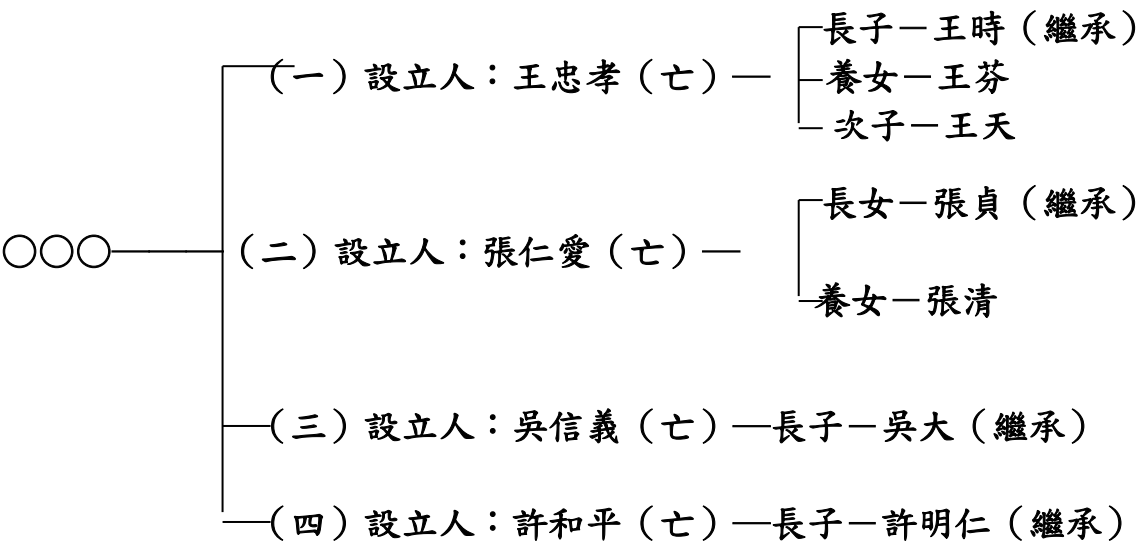 長子－王時（繼承）
（一）設立人：王忠孝（亡）－
養女－王芬
次子－王天
長女－張貞（繼承）
○○○
（二）設立人：張仁愛（亡）－
養女－張清
（三）設立人：吳信義（亡）－長子－吳大（繼承）
（四）設立人：許和平（亡）－長子－許明仁（繼承）